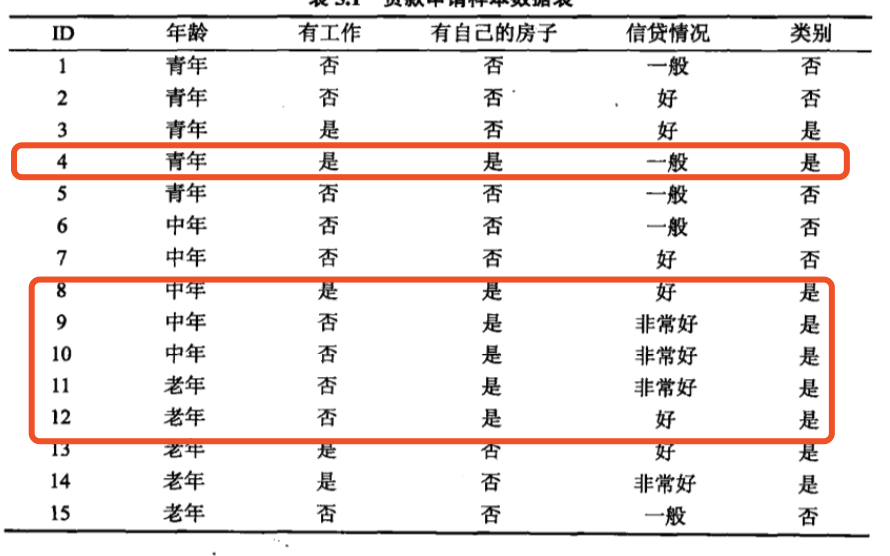 表 5.1 贷款申请样本数据表
ID 年龄 有工作 有自己的房子 信贷情况 类别
1 青年 否 否 一般 否
2 青年 否 否 好 否
3 青年 是 否 好 是
4 青年 是 是 一般 是
5 青年 否 否 一般 否
6 中年 否 否 一般 否
7 中年 否 否 好 否
8 中年 是 是 好 是
9 中年 否 是 非常好 是
10 中年 否 是 非常好 是
11 老年 否 是 非常好 是
12 老年 否 是 好 是
13 老年 是 否 好 是
14 老年 是 否 非常好 是
15 老年 否 否 一般 否